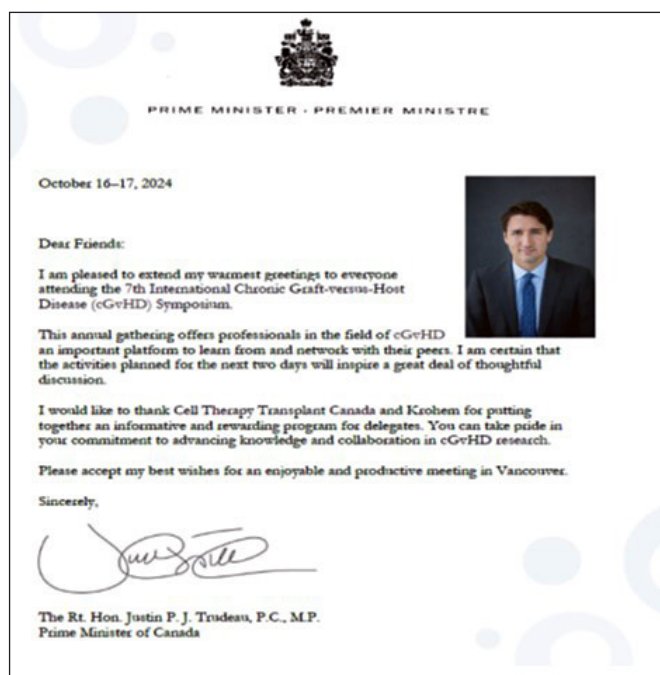 PRIME MINISTER · PREMIER MINISTRE
October 16–17, 2024
Dear Friends:
I am pleased to extend my warmest greetings to everyone
attending the 7th International Chronic Graft-versus-Host
Disease (cGvHD) Symposium.
This annual gathering offers professionals in the field of cGvHD
an important platform to learn from and network with their peers. I am certain that
the activities planned for the next two days will inspire a great deal of thoughtful
discussion.
I would like to thank Cell Therapy Transplant Canada and Krohem for putting
together an informative and rewarding program for delegates. You can take pride in
your commitment to advancing knowledge and collaboration in cGvHD research.
Please accept my best wishes for an enjoyable and productive meeting in Vancouver.
Sincerely,
The Rt. Hon. Justin P. J. Trudeau, P.C., M.P.
Prime Minister of Canada